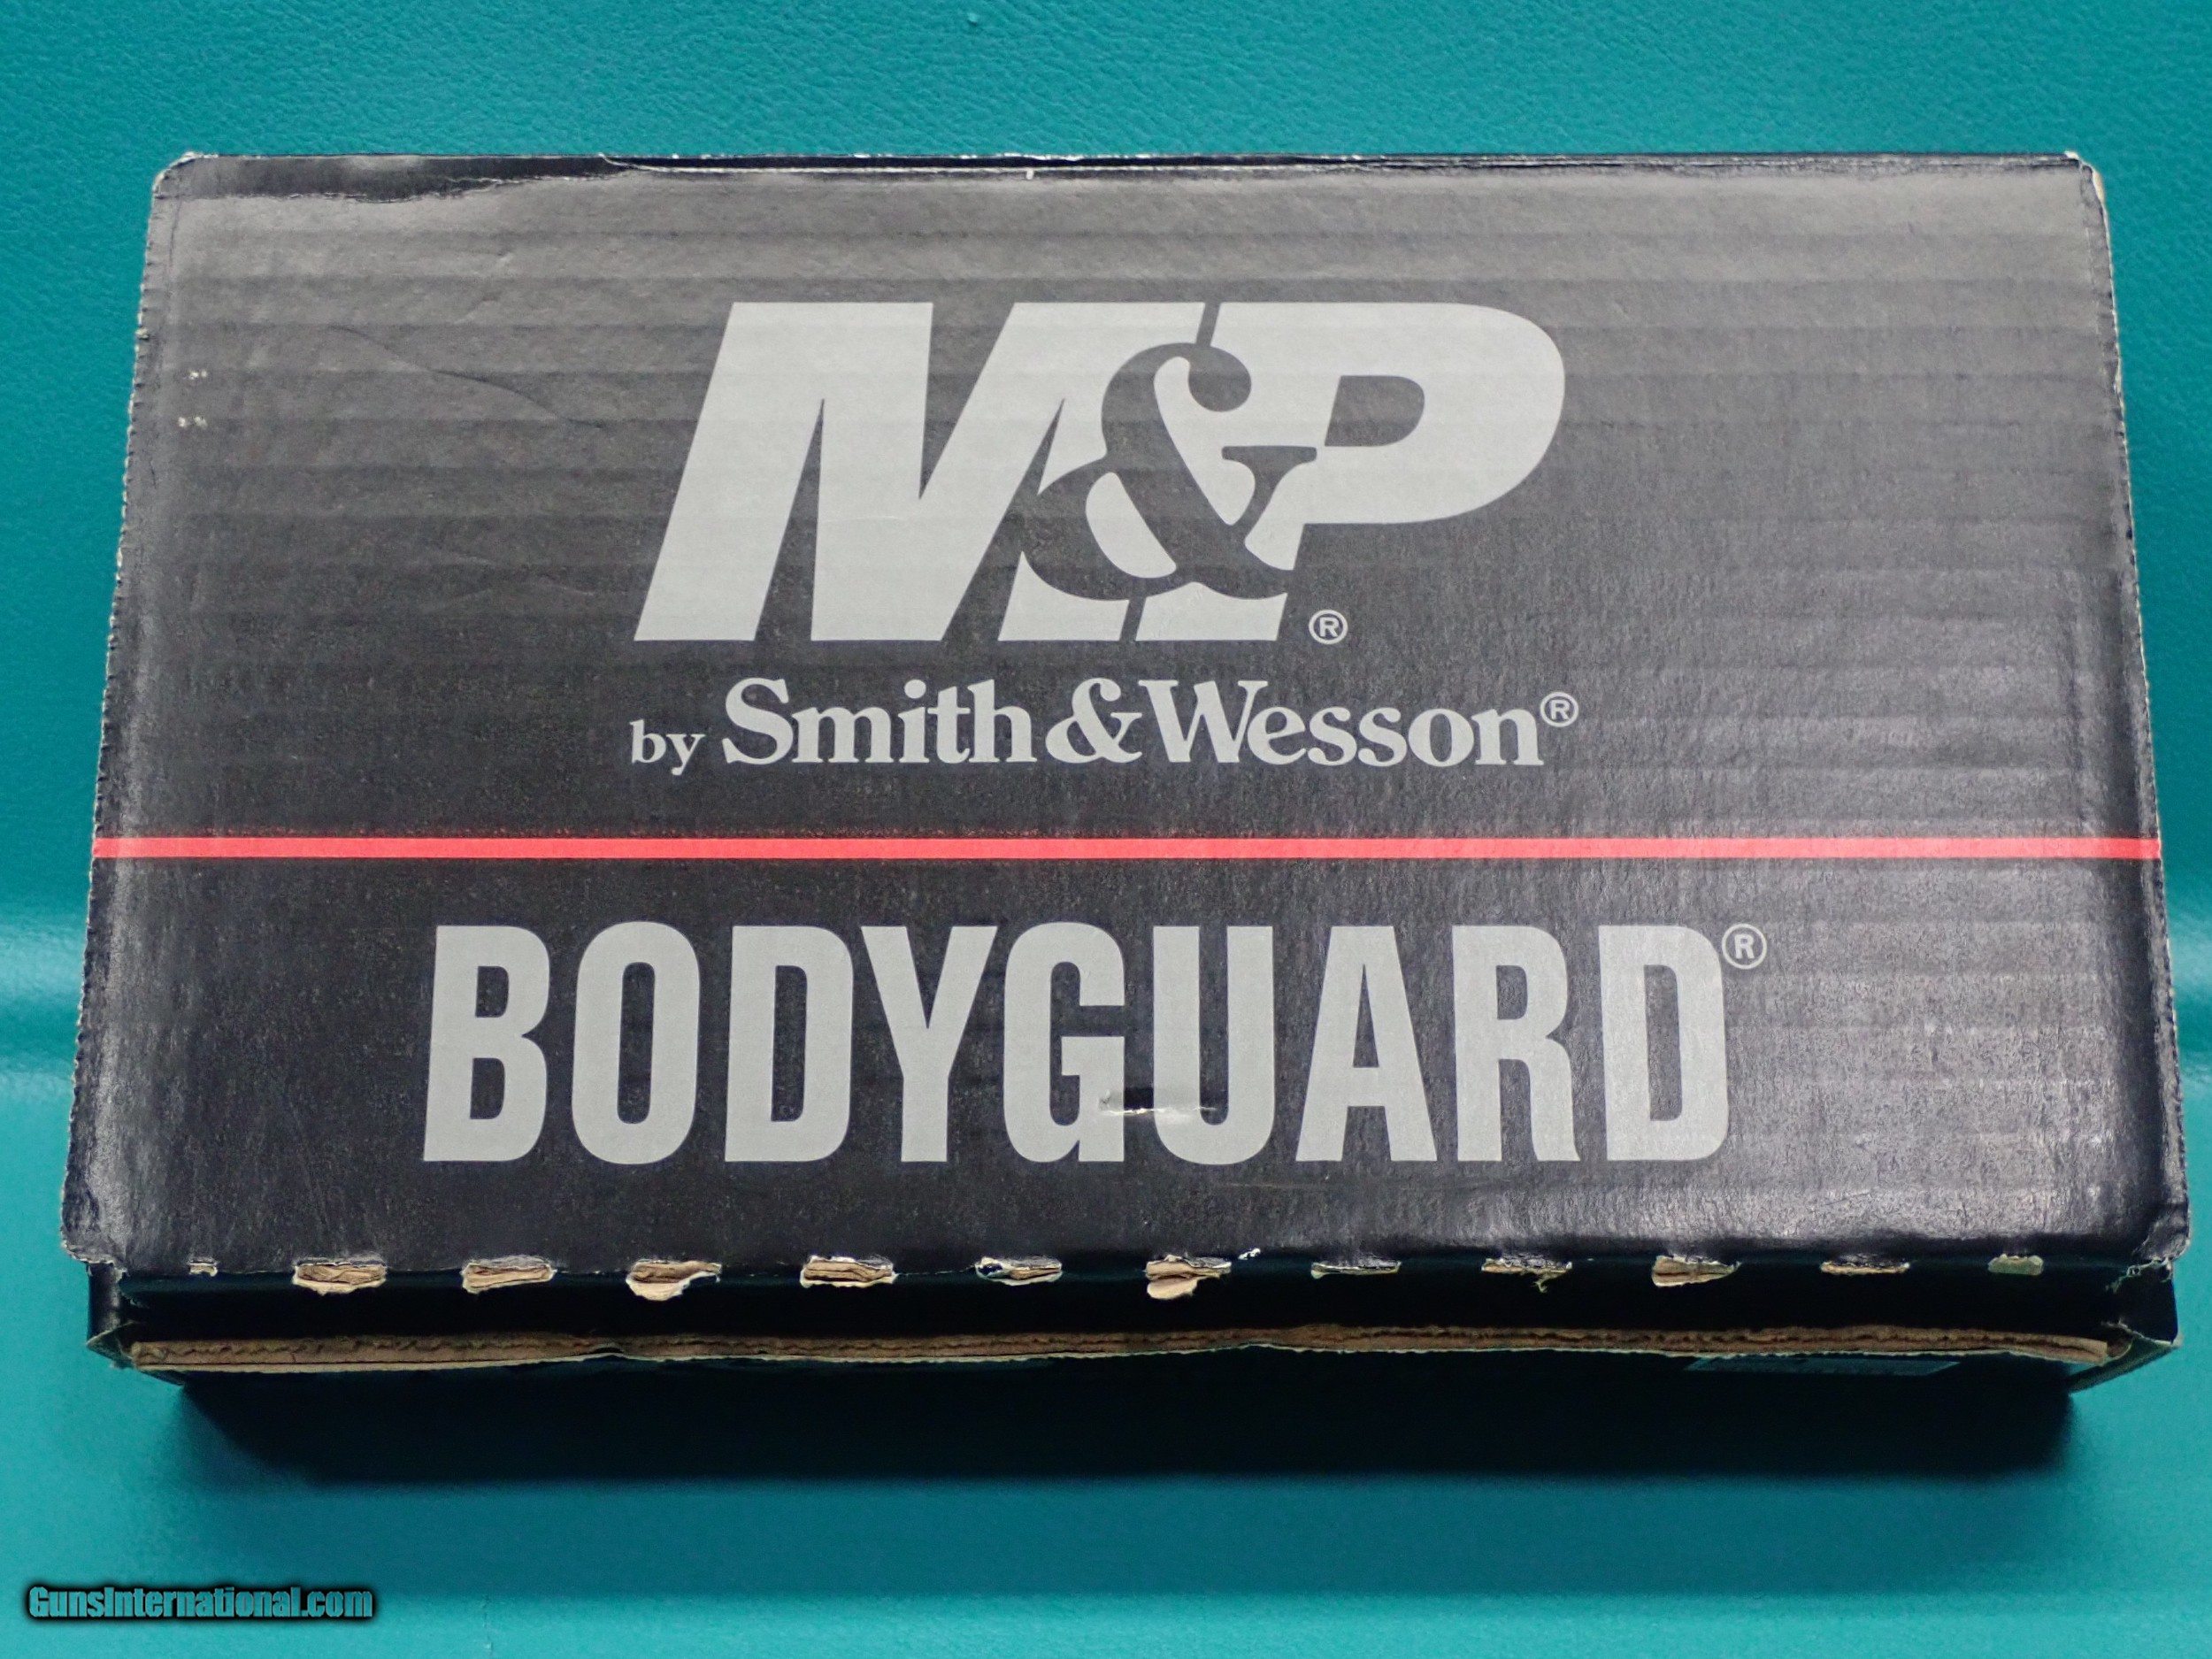 M&P®
by Smith&Wesson®
BODYGUARD®
GunsInternational.com